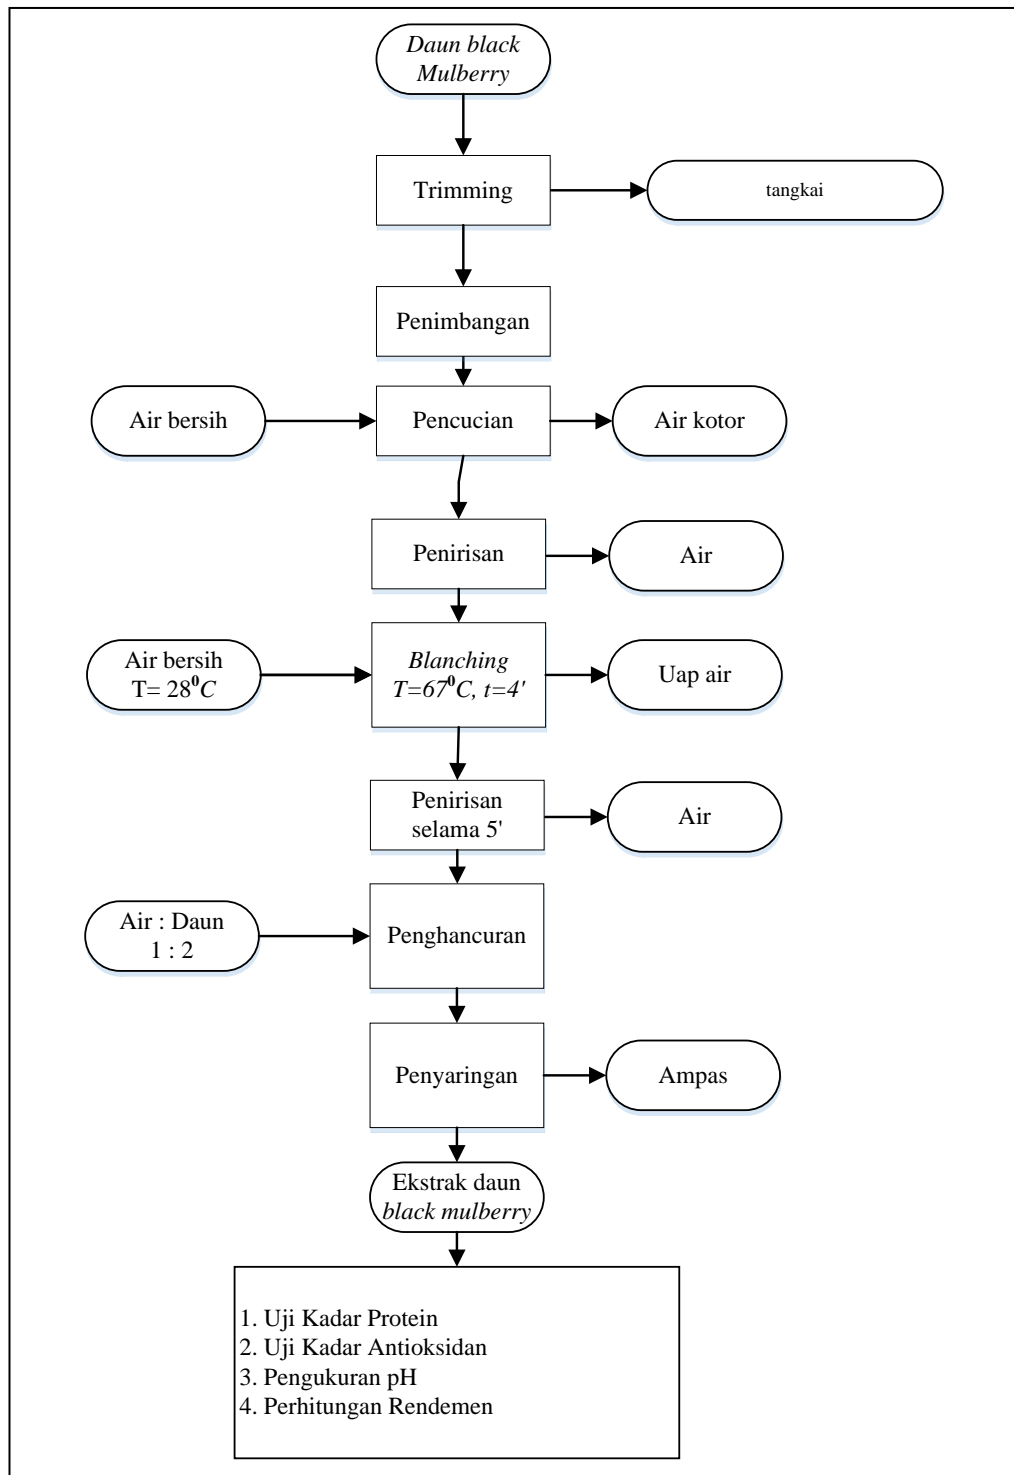 Daun black
Mulberry
Trimming
tangkai
Penimbangan
Air bersih
Pencucian
Air kotor
Penirisan
Air
Air bersih
T= 28⁰C
Blanching
T=67⁰C, t=4'
Uap air
Penirisan
selama 5'
Air
Air : Daun
1 : 2
Penghancuran
Penyaringan
Ampas
Ekstrak daun
black mulberry
1. Uji Kadar Protein
2. Uji Kadar Antioksidan
3. Pengukuran pH
4. Perhitungan Rendemen